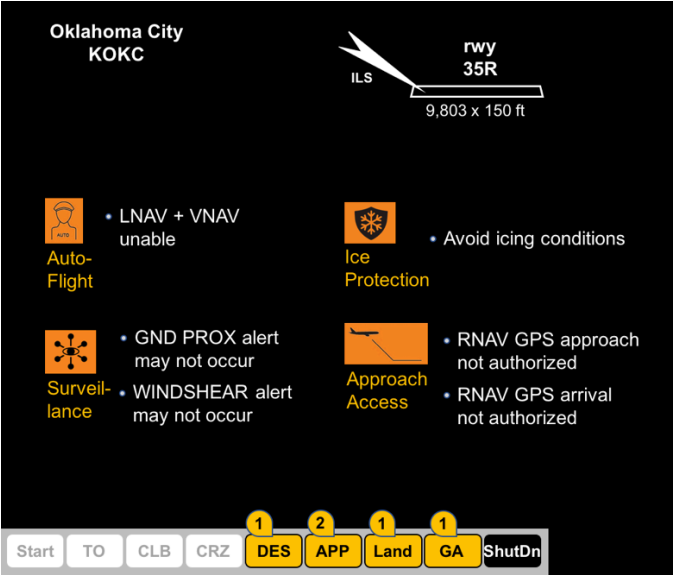 Oklahoma City
KOKC
rwy
35R
ILS
9,803 x 150 ft
AUTO
Auto-
Flight
• LNAV + VNAV
unable
Ice
Protection
• Avoid icing conditions
Surveil-
lance
• GND PROX alert
may not occur
• WINDSHEAR alert
may not occur
Approach
Access
• RNAV GPS approach
not authorized
• RNAV GPS arrival
not authorized
1 2 1 1
Start TO CLB CRZ DES APP Land GA ShutDn